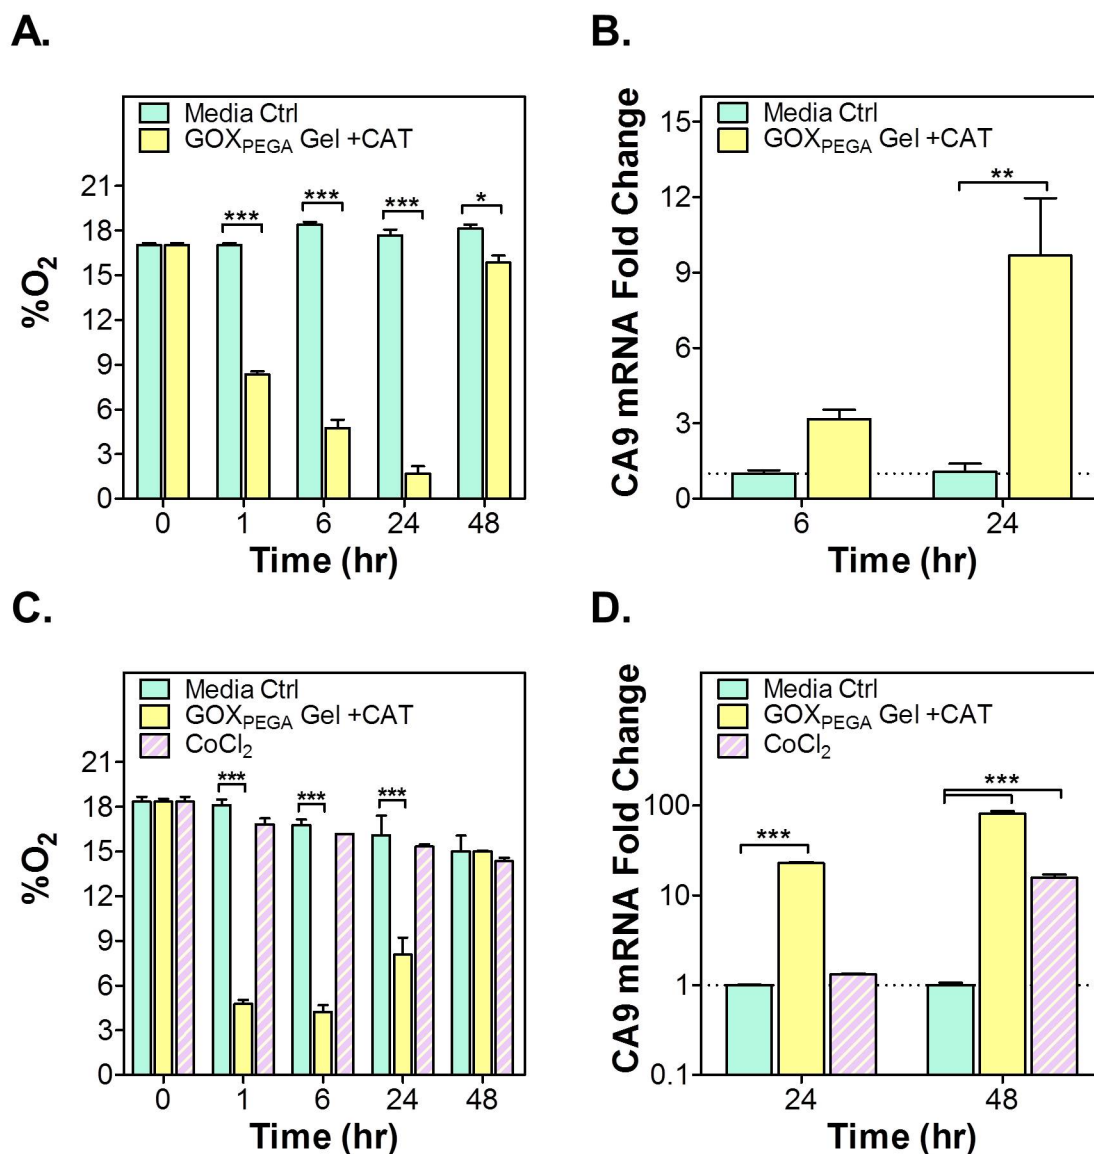 A.
Media Ctrl
GOXPEGA Gel +CAT
%O2
21
18
15
12
9
6
3
0
***
***
***
*
0 1 6 24 48
Time (hr)
B.
Media Ctrl
GOXPEGA Gel +CAT
CA9 mRNA Fold Change
15
12
9
6
3
0
**
6 24
Time (hr)
C.
Media Ctrl
GOXPEGA Gel +CAT
CoCl2
%O2
21
18
15
12
9
6
3
0
***
***
***
0 1 6 24 48
Time (hr)
D.
Media Ctrl
GOXPEGA Gel +CAT
CoCl2
CA9 mRNA Fold Change
100
10
1
0.1
***
***
24 48
Time (hr)